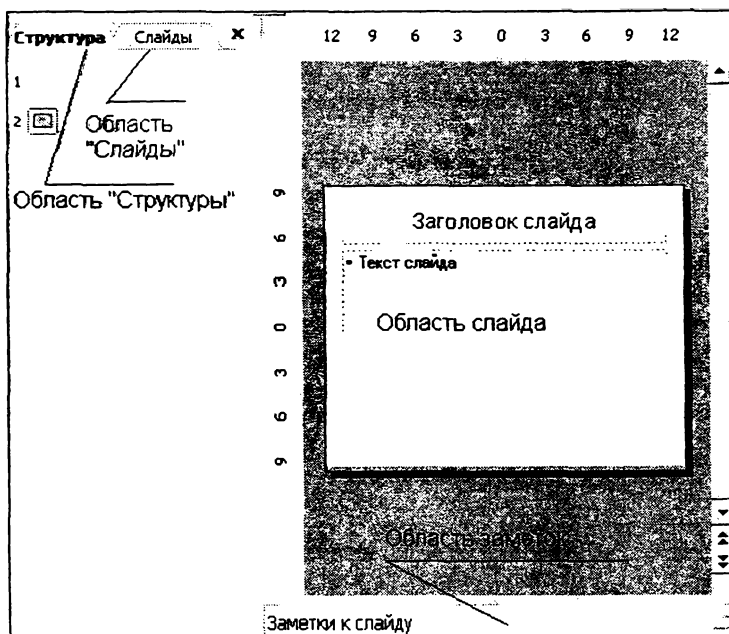 Структура Слайды x
12 9 6 3 0 3 6 9 12
1
2
Область
"Слайды"
Область "Структуры"
9
6
3
0
3
6
9
Заголовок слайда
• Текст слайда
Область слайда
Область заметок
Заметки к слайду